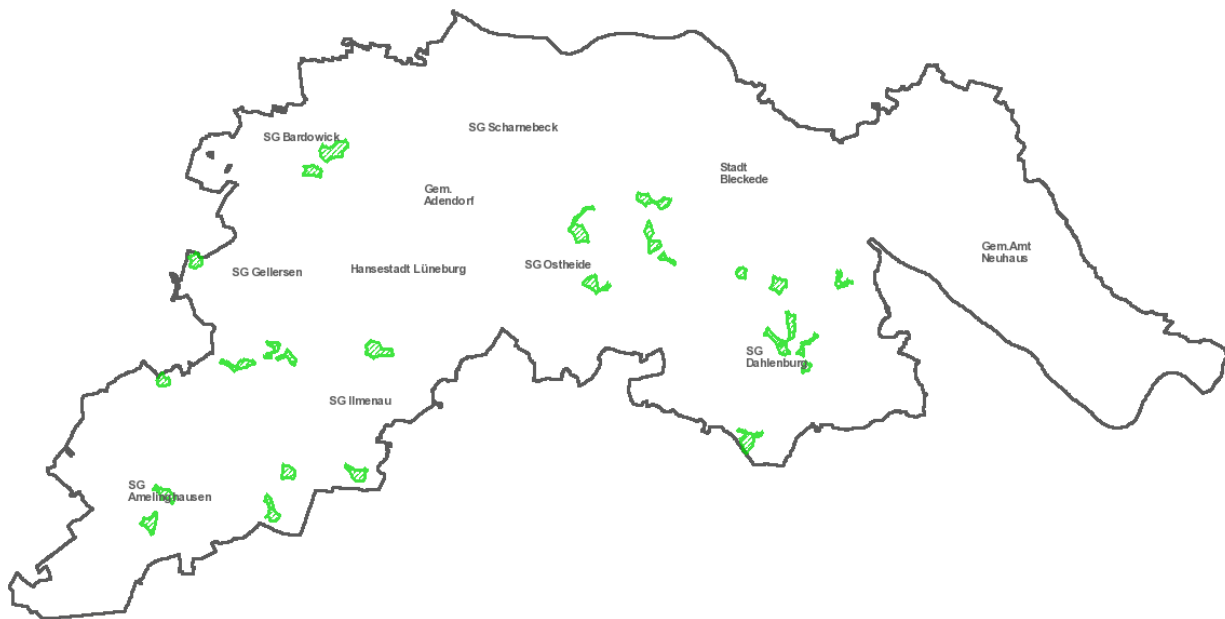 SG Scharnebeck
SG Bardowick
Stadt
Bleckede
Gem.
Adendorf
Gem.Amt
Neuhaus
SG Ostheide
Hansestadt Lüneburg
SG Gellersen
SG
Dahlenburg
SG Ilmenau
SG
Amelinghausen